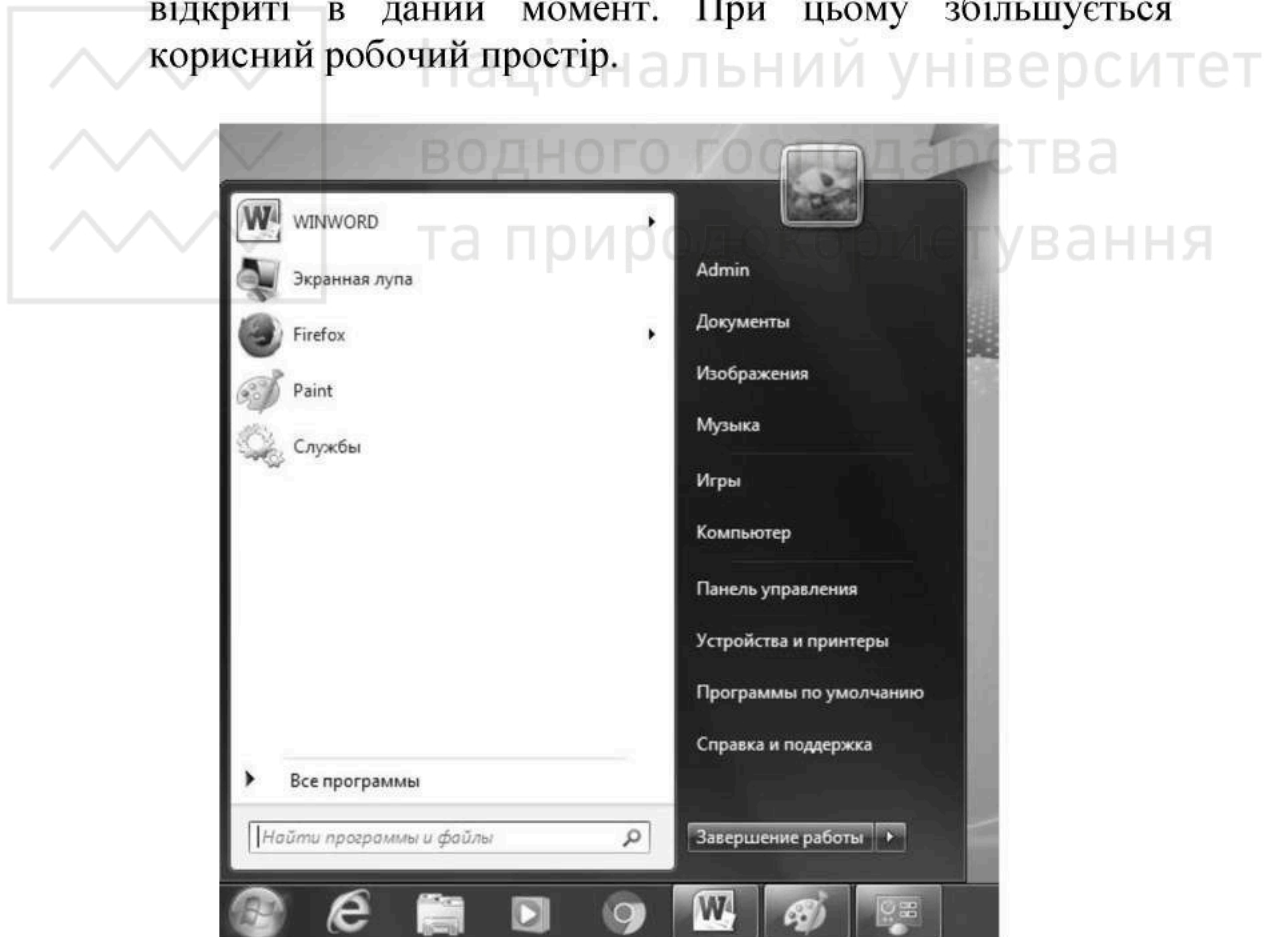 відкриті в даний момент. При цьому збільшується
корисний робочий простір.
Національний університет
водного господарства
та природокористування
WINWORD
Экранная лупа
Firefox
Paint
Службы
Все программы
Найти программы и файлы
Admin
Документы
Изображения
Музыка
Игры
Компьютер
Панель управления
Устройства и принтеры
Программы по умолчанию
Справка и поддержка
Завершение работы